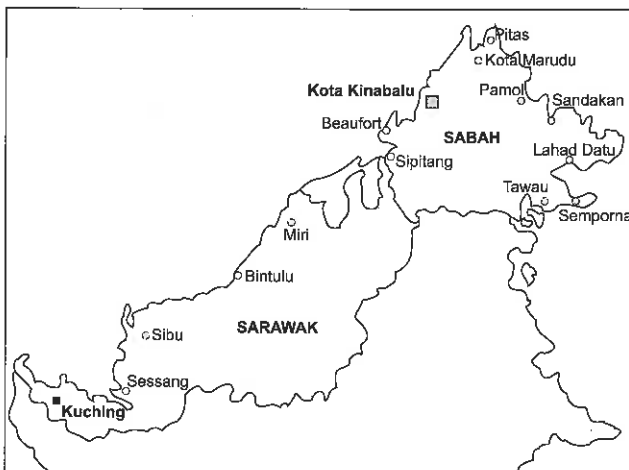 Pitas
Kota Marudu
Kota Kinabalu
Pamol
Sandakan
Beaufort
SABAH
Sipitang
Lahad Datu
Tawau
Semporna
Miri
Bintulu
SARAWAK
Sibu
Sessang
Kuching